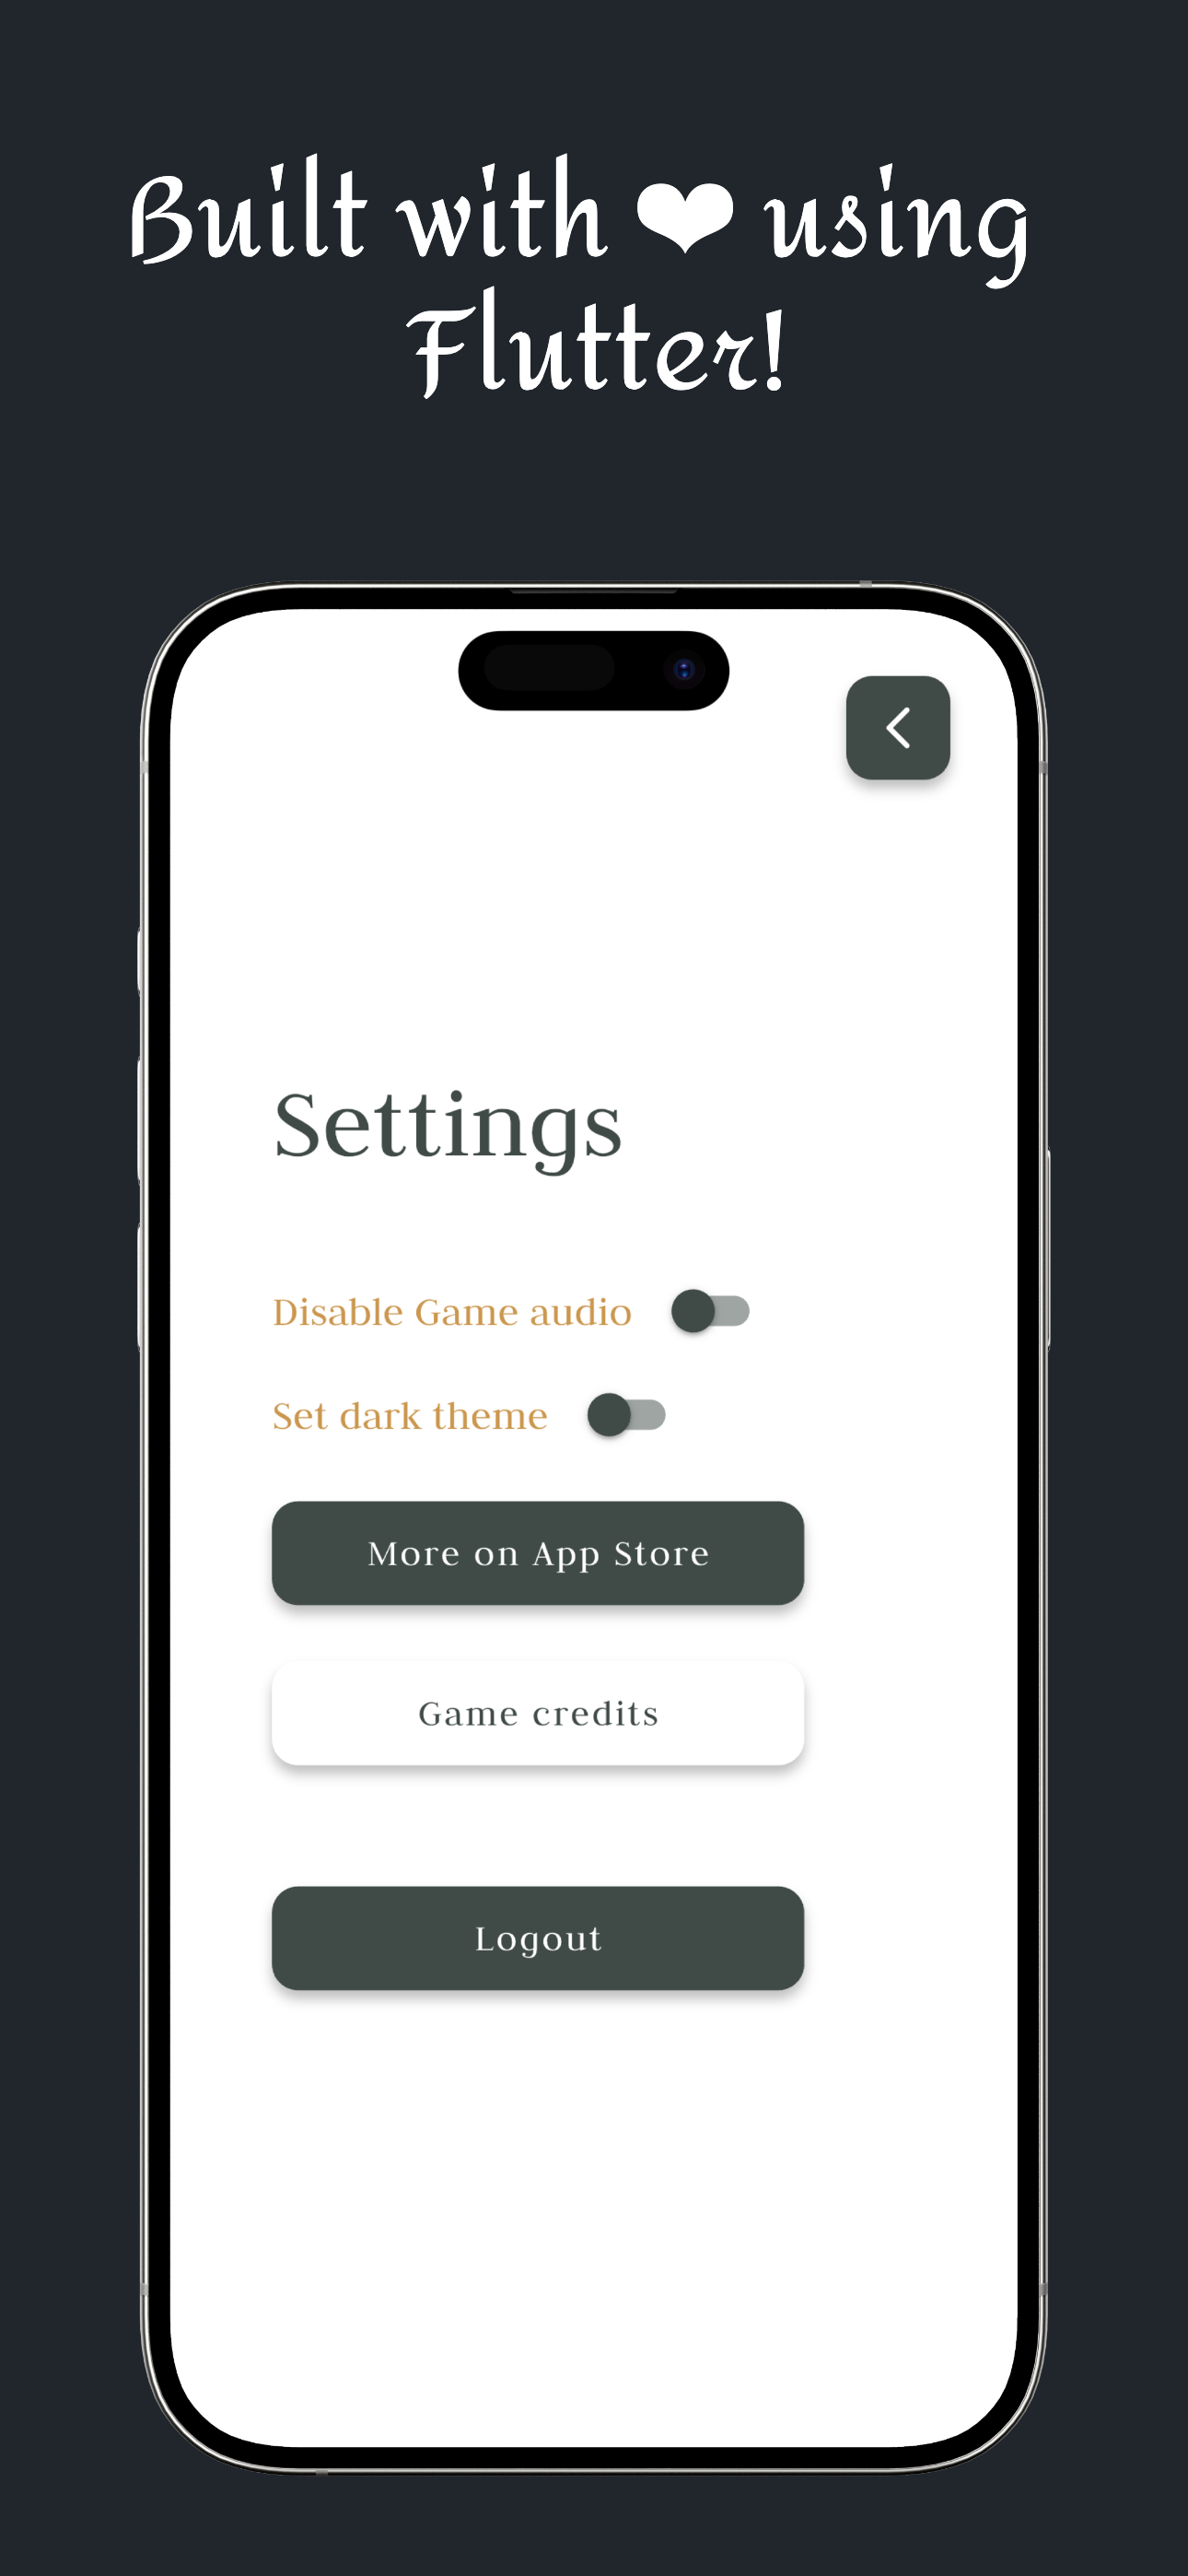 Built with ❤ using
Flutter!
Settings
Disable Game audio
Set dark theme
More on App Store
Game credits
Logout